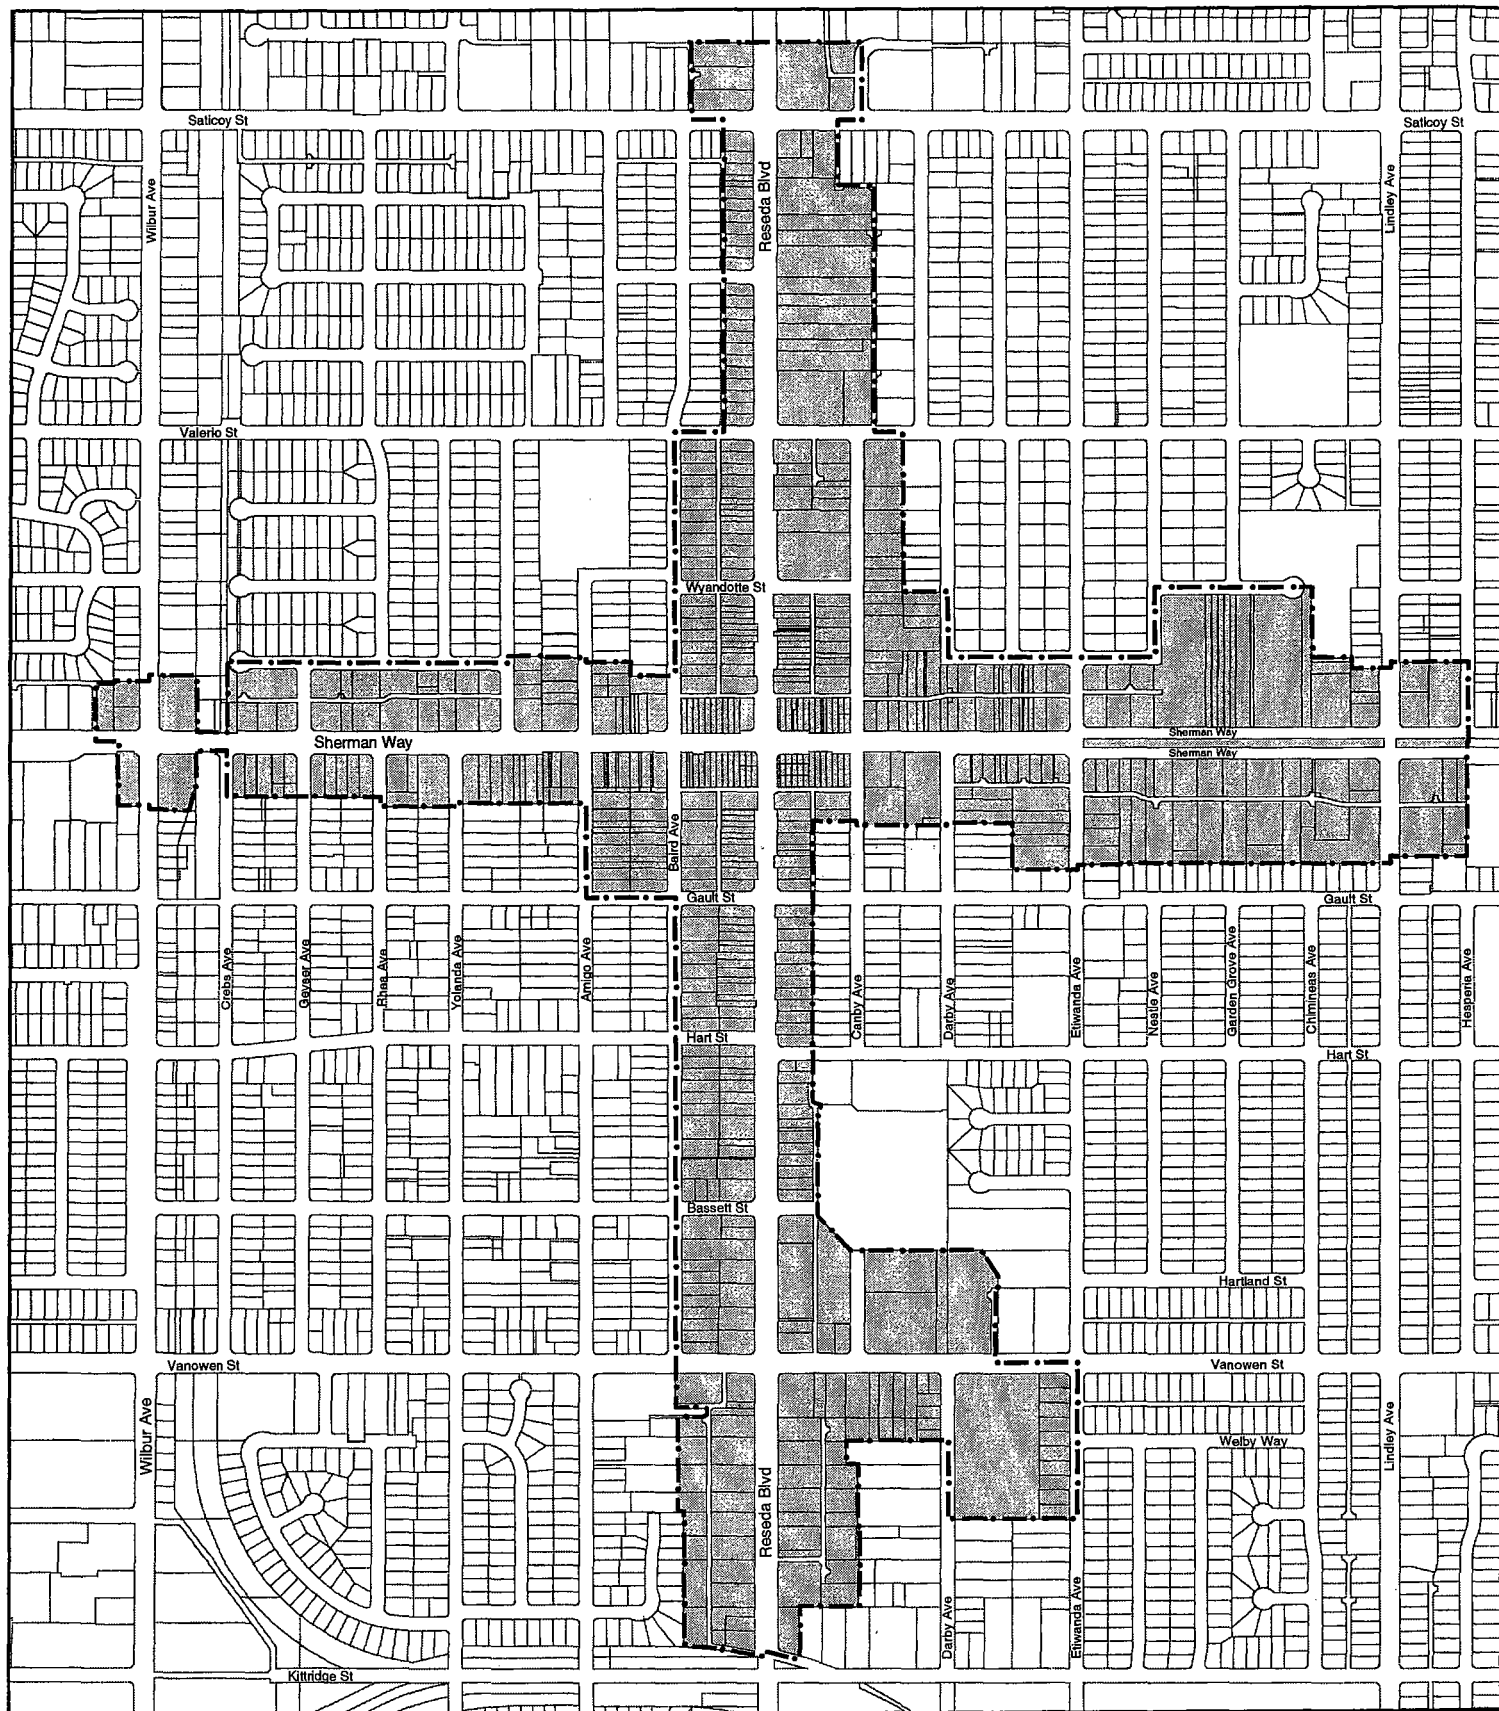 Saticoy St
Saticoy St
Wilbur Ave
Reseda Blvd
Lindley Ave
Valerio St
Wyandotte St
Sherman Way
Sherman Way
Sherman Way
Baird Ave
Gault St
Gault St
Crebs Ave
Geyser Ave
Rhea Ave
Yolanda Ave
Amigo Ave
Canby Ave
Darby Ave
Etiwanda Ave
Nestle Ave
Garden Grove Ave
Chimineas Ave
Hesperia Ave
Hart St
Hart St
Bassett St
Hartland St
Vanowen St
Vanowen St
Wilbur Ave
Lindley Ave
Welby Way
Reseda Blvd
Darby Ave
Etiwanda Ave
Kittridge St